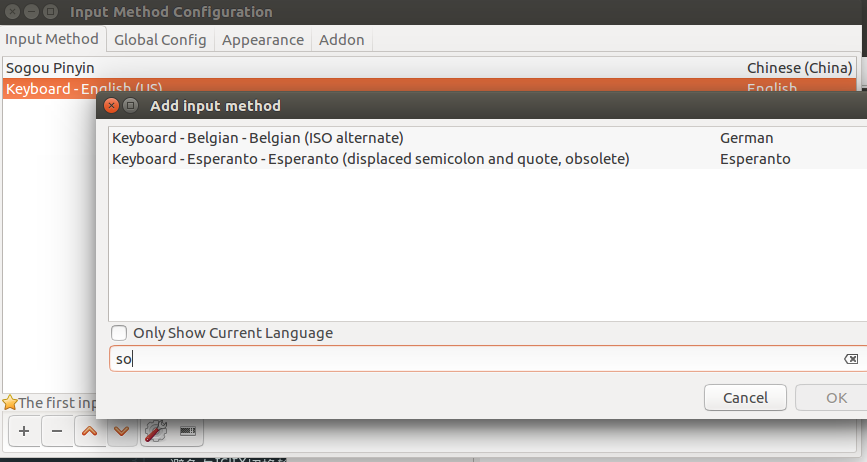 Input Method Configuration
Input Method Global Config Appearance Addon
Sogou Pinyin Chinese (China)
Keyboard - English (US) English
Add input method
Keyboard - Belgian - Belgian (ISO alternate) German
Keyboard - Esperanto - Esperanto (displaced semicolon and quote, obsolete) Esperanto
Only Show Current Language
so
Cancel OK
The first inp